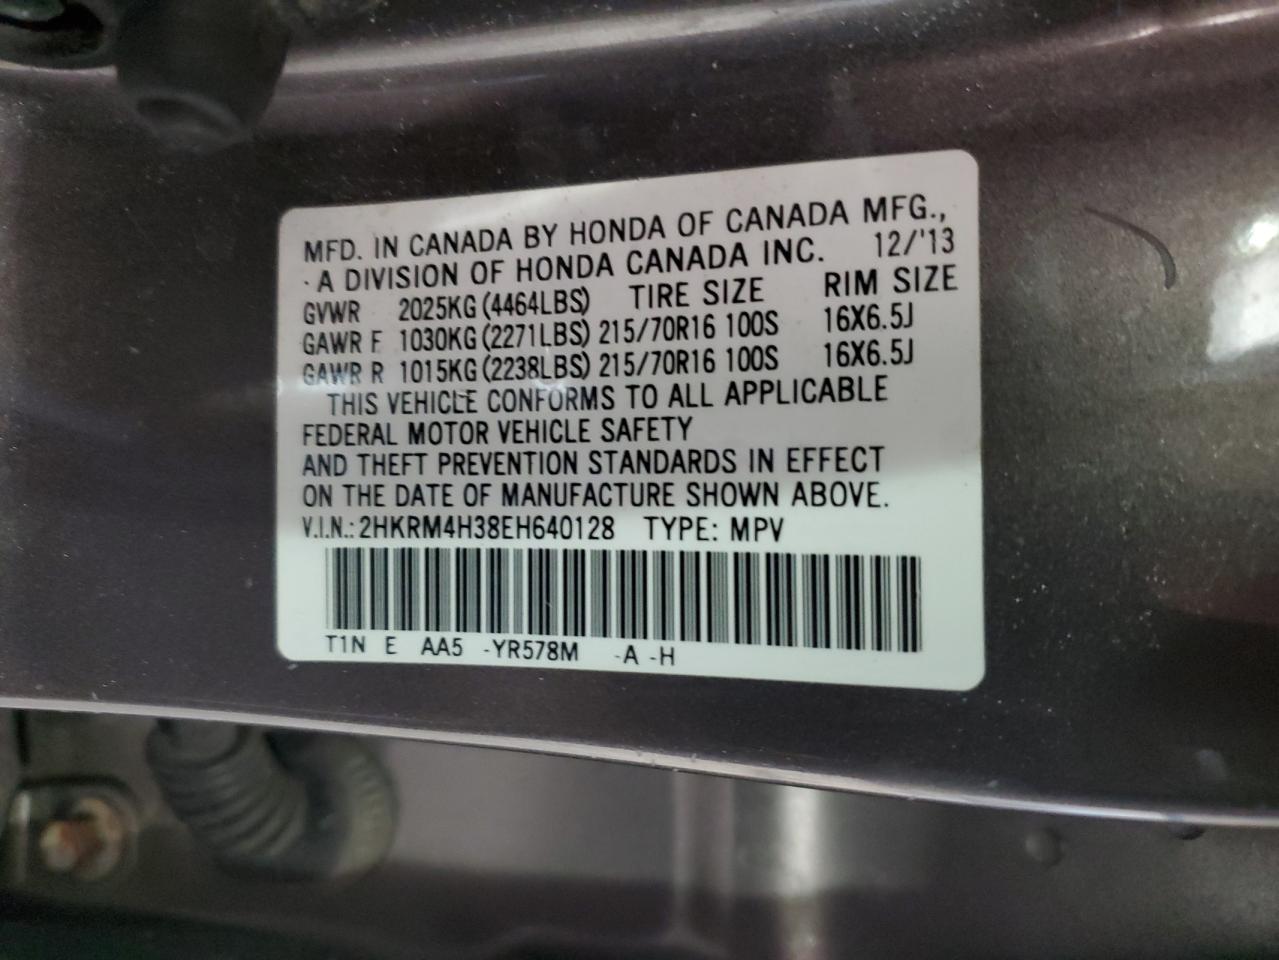 MFD. IN CANADA BY HONDA OF CANADA MFG.,
A DIVISION OF HONDA CANADA INC. 12/'13
GVWR 2025KG (4464LBS) TIRE SIZE RIM SIZE
GAWR F 1030KG (2271LBS) 215/70R16 100S 16X6.5J
GAWR R 1015KG (2238LBS) 215/70R16 100S 16X6.5J
THIS VEHICLE CONFORMS TO ALL APPLICABLE
FEDERAL MOTOR VEHICLE SAFETY
AND THEFT PREVENTION STANDARDS IN EFFECT
ON THE DATE OF MANUFACTURE SHOWN ABOVE.
V.I.N.: 2HKRM4H38EH640128 TYPE: MPV
T1N E AA5 -YR578M -A -H